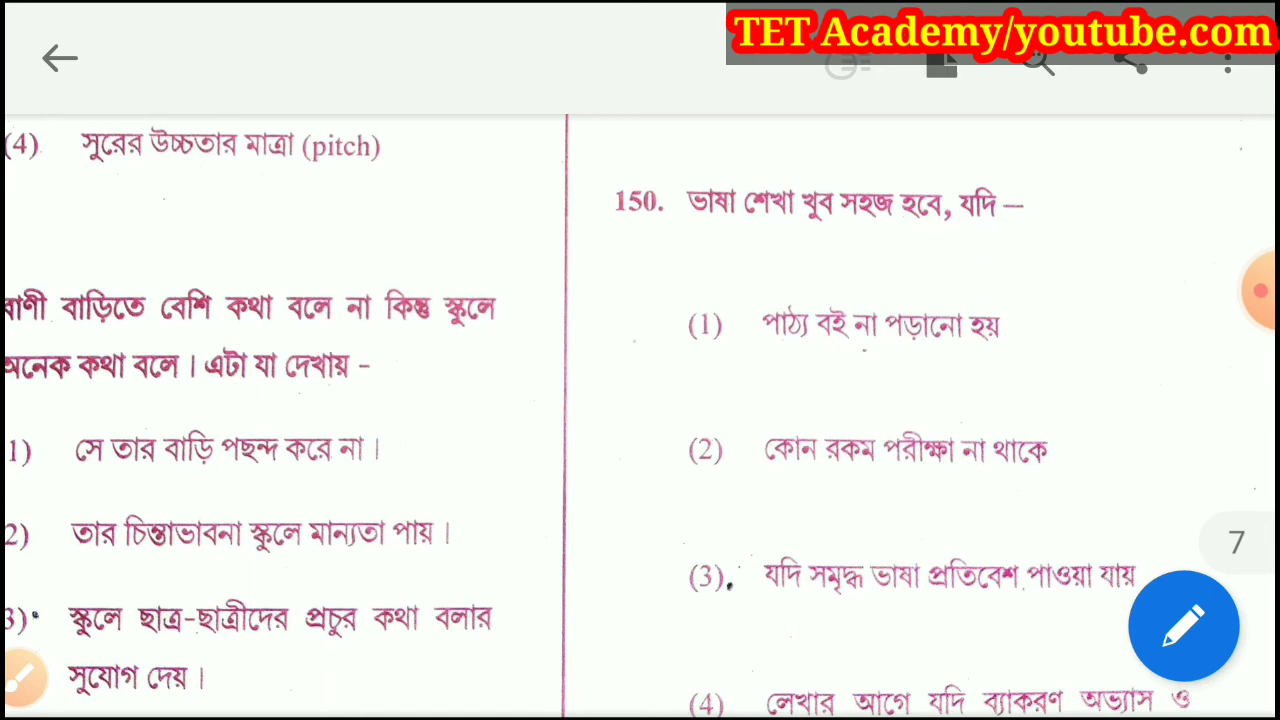 TET Academy/youtube.com
(4) সুরের উচ্চতার মাত্রা (pitch)
বাণী বাড়িতে বেশি কথা বলে না কিন্তু স্কুলে
অনেক কথা বলে। এটা যা দেখায় -
1) সে তার বাড়ি পছন্দ করে না।
2) তার চিন্তাভাবনা স্কুলে মান্যতা পায়।
3) স্কুলে ছাত্র-ছাত্রীদের প্রচুর কথা বলার
সুযোগ দেয়।
150. ভাষা শেখা খুব সহজ হবে, যদি —
(1) পাঠ্য বই না পড়ানো হয়
(2) কোন রকম পরীক্ষা না থাকে
(3) যদি সমৃদ্ধ ভাষা প্রতিবেশ পাওয়া যায়
(4) লেখার আগে যদি ব্যাকরণ অভ্যাস ও
7